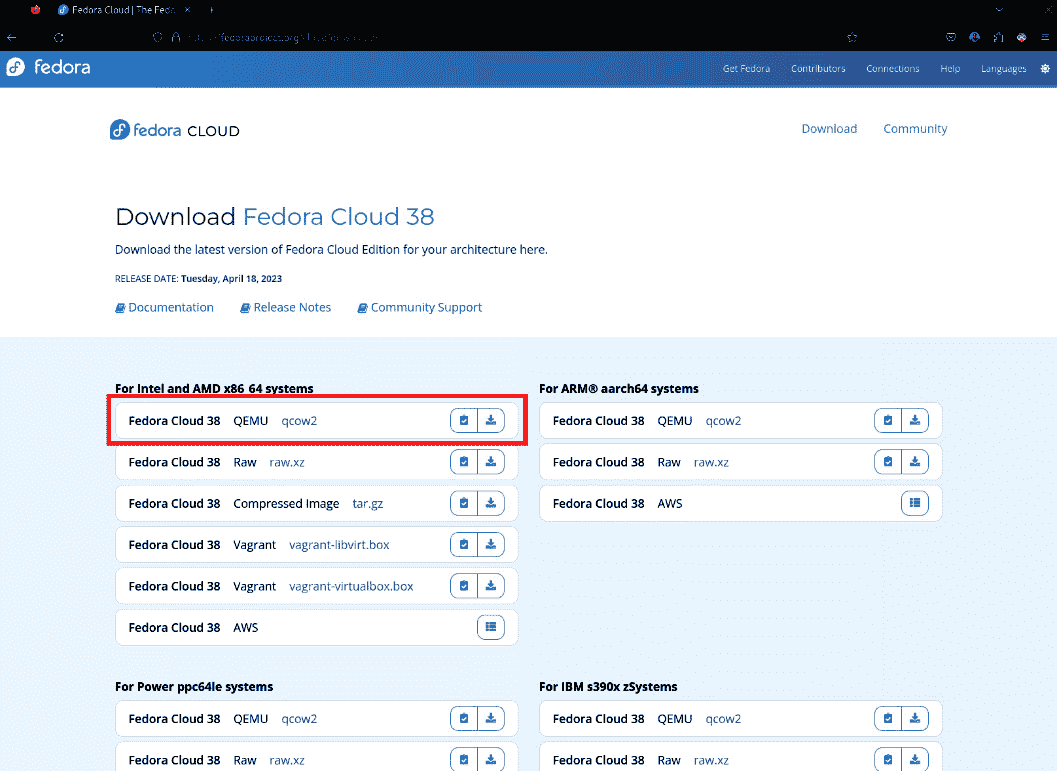 Fedora Cloud | The Fedo
fedoraproject.org
fedora
Get Fedora Contributors Connections Help Languages
fedora CLOUD
Download Community
Download Fedora Cloud 38
Download the latest version of Fedora Cloud Edition for your architecture here.
RELEASE DATE: Tuesday, April 18, 2023
Documentation Release Notes Community Support
For Intel and AMD x86_64 systems
Fedora Cloud 38 QEMU qcow2
Fedora Cloud 38 Raw raw.xz
Fedora Cloud 38 Compressed Image tar.gz
Fedora Cloud 38 Vagrant vagrant-libvirt.box
Fedora Cloud 38 Vagrant vagrant-virtualbox.box
Fedora Cloud 38 AWS
For ARM® aarch64 systems
Fedora Cloud 38 QEMU qcow2
Fedora Cloud 38 Raw raw.xz
Fedora Cloud 38 AWS
For Power ppc64le systems
Fedora Cloud 38 QEMU qcow2
Fedora Cloud 38 Raw raw.xz
For IBM s390x zSystems
Fedora Cloud 38 QEMU qcow2
Fedora Cloud 38 Raw raw.xz